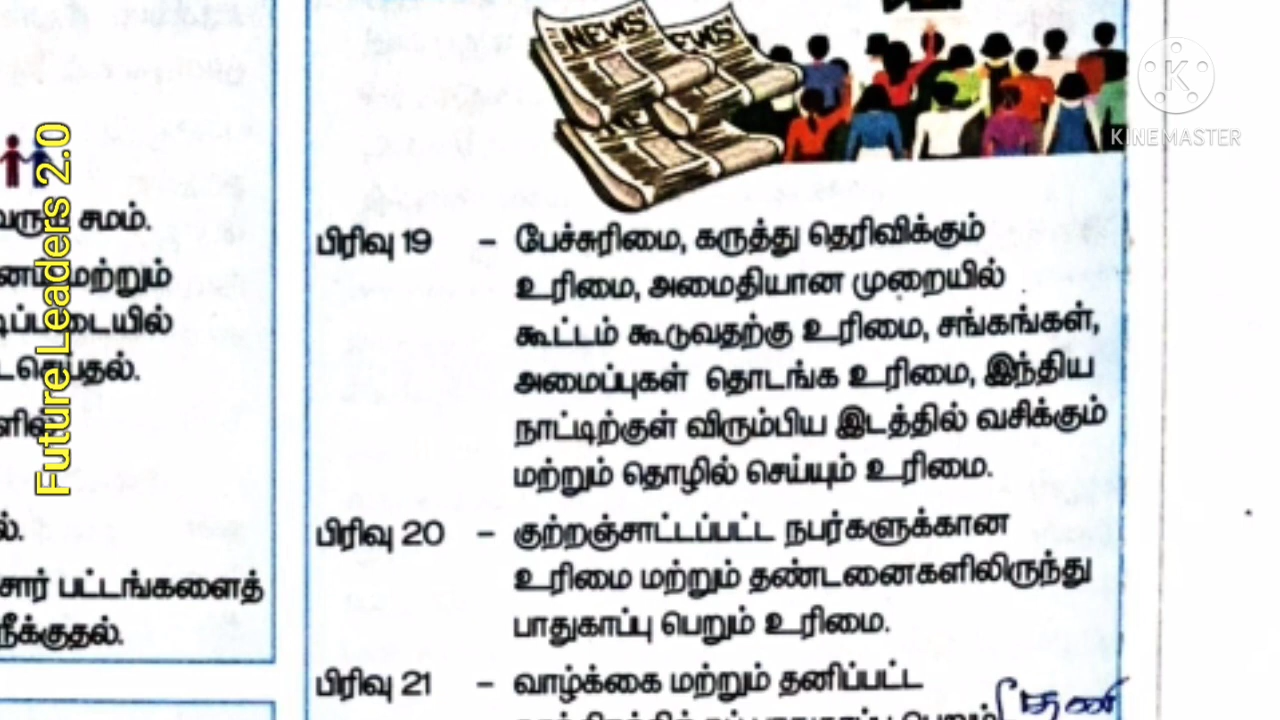 NEWS
NEWS
KINEMASTER
Future Leaders 2.0
சமம்.
மற்றும்
செய்தல்.
பட்டங்களைத்
நீக்குதல்.
பிரிவு 19 – பேச்சுரிமை, கருத்து தெரிவிக்கும்
உரிமை, அமைதியான முறையில்
கூட்டம் கூடுவதற்கு உரிமை, சங்கங்கள்,
அமைப்புகள் தொடங்க உரிமை, இந்திய
நாட்டிற்குள் விரும்பிய இடத்தில் வசிக்கும்
மற்றும் தொழில் செய்யும் உரிமை.
பிரிவு 20 – குற்றஞ்சாட்டப்பட்ட நபர்களுக்கான
உரிமை மற்றும் தண்டனைகளிலிருந்து
பாதுகாப்பு பெறும் உரிமை.
பிரிவு 21 – வாழ்க்கை மற்றும் தனிப்பட்ட